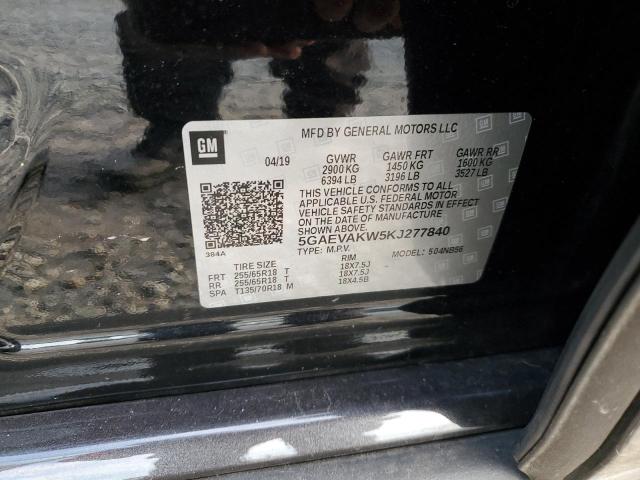 MFD BY GENERAL MOTORS LLC
GM
04/19 GVWR GAWR FRT GAWR RR
2900 KG 1450 KG 1600 KG
6394 LB 3196 LB 3527 LB
THIS VEHICLE CONFORMS TO ALL
APPLICABLE U.S. FEDERAL MOTOR
VEHICLE SAFETY STANDARDS IN EFFECT
ON THE DATE OF MANUFACTURE
SHOWN ABOVE.
5GAEVAKW5KJ277840
384A
TYPE: M.P.V. MODEL: 504NB56
TIRE SIZE RIM
FRT 255/65R18 T 18X7.5J
RR 255/65R18 T 18X7.5J
SPA T135/70R18 M 18X4.5B